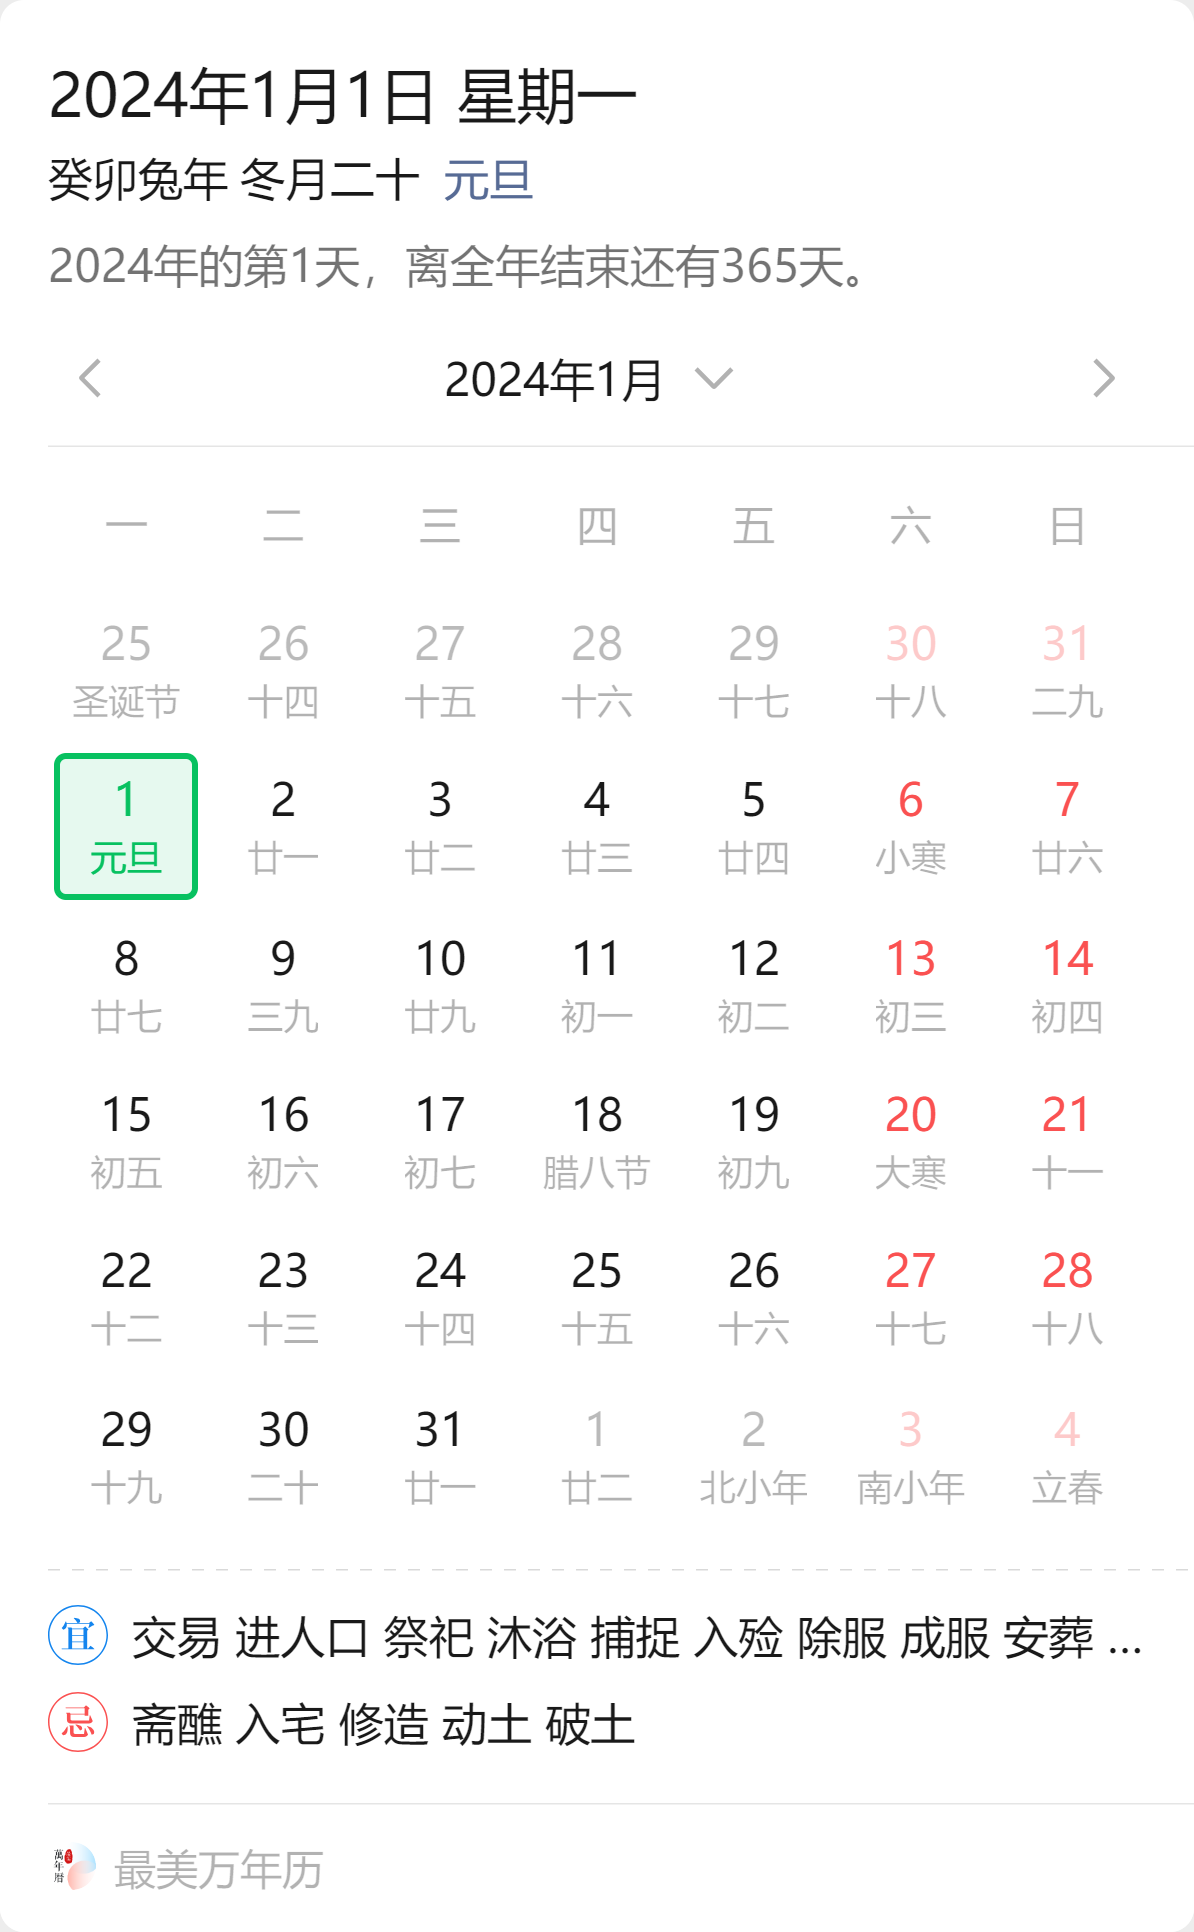 2024年1月1日 星期一
癸卯兔年 冬月二十 元旦
2024年的第1天，离全年结束还有365天。
2024年1月
一 二 三 四 五 六 日
25 26 27 28 29 30 31
圣诞节 十四 十五 十六 十七 十八 二九
1 2 3 4 5 6 7
元旦 廿一 廿二 廿三 廿四 小寒 廿六
8 9 10 11 12 13 14
廿七 三九 廿九 初一 初二 初三 初四
15 16 17 18 19 20 21
初五 初六 初七 腊八节 初九 大寒 十一
22 23 24 25 26 27 28
十二 十三 十四 十五 十六 十七 十八
29 30 31 1 2 3 4
十九 二十 廿一 廿二 北小年 南小年 立春
宜 交易 进人口 祭祀 沐浴 捕捉 入殓 除服 成服 安葬 ...
忌 斋醮 入宅 修造 动土 破土
萬年曆 最美万年历